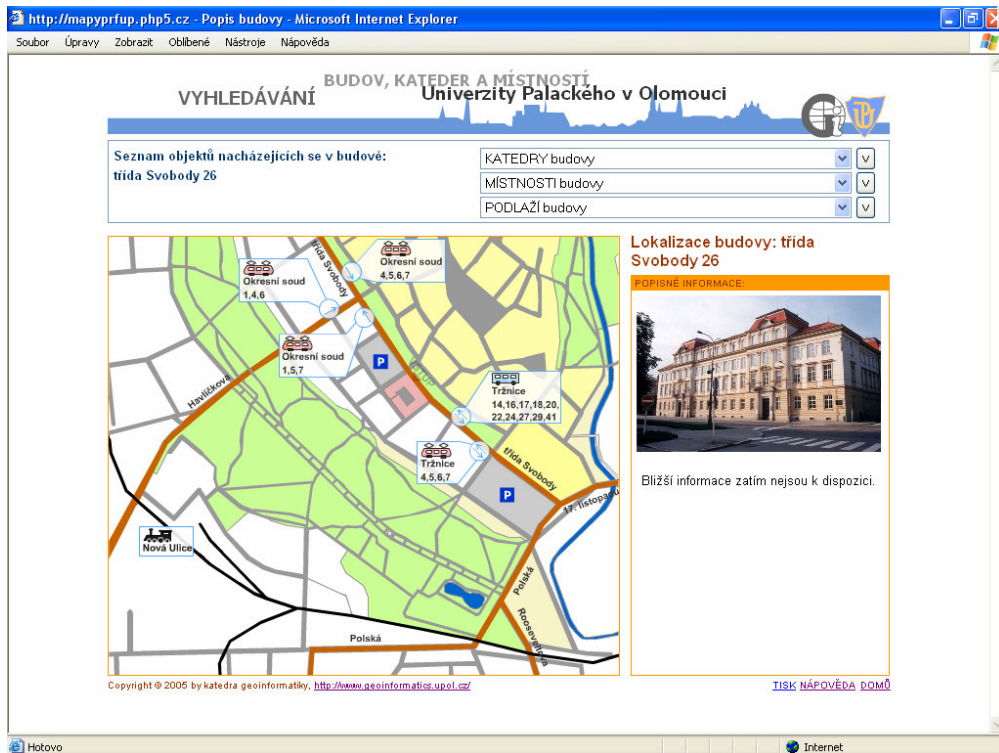 http://mapyprfup.php5.cz - Popis budovy - Microsoft Internet Explorer
Soubor Úpravy Zobrazit Oblíbené Nástroje Nápověda
VYHLEDÁVÁNÍ
BUDOV, KATEDER A MÍSTNOSTÍ
Univerzity Palackého v Olomouci
Seznam objektů nacházejících se v budově:
třída Svobody 26
KATEDRY budovy
V
MÍSTNOSTI budovy
V
PODLAŽÍ budovy
V
třída Svobody
Okresní soud
4,5,6,7
Okresní soud
1,4,6
Okresní soud
1,5,7
P
VSTUP
Havlíčkova
Tržnice
14,16,17,18,20,
22,24,27,29,41
Tržnice
4,5,6,7
třída Svobody
P
17. listopadu
Nová Ulice
Polská
Rooseveltova
Polská
Lokalizace budovy: třída
Svobody 26
POPISNÉ INFORMACE:
Bližší informace zatím nejsou k dispozici.
Copyright © 2005 by katedra geoinformatiky, http://www.geoinformatics.upol.cz/
TISK NÁPOVĚDA DOMŮ
Hotovo
Internet